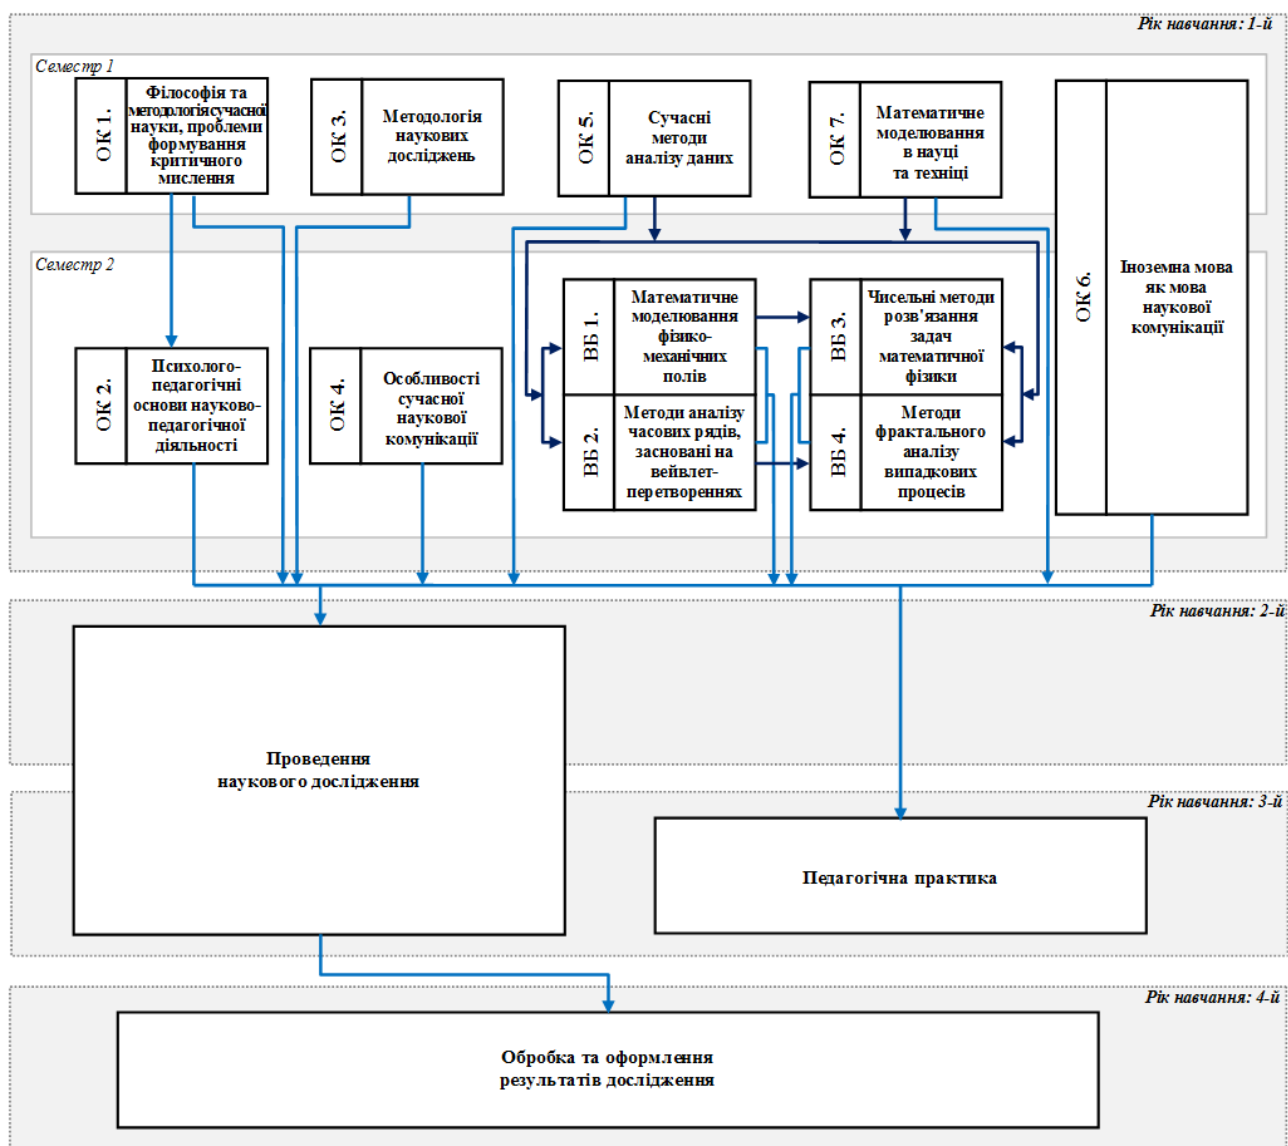 Рік навчання: 1-й
Семестр 1
ОК 1.
Філософія та
методологія сучасної
науки, проблеми
формування
критичного
мислення
ОК 3.
Методологія
наукових
досліджень
ОК 5.
Сучасні
методи
аналізу даних
ОК 7.
Математичне
моделювання
в науці
та техніці
ОК 6.
Іноземна мова
як мова
наукової
комунікації
Семестр 2
ОК 2.
Психолого-
педагогічні
основи науково-
педагогічної
діяльності
ОК 4.
Особливості
сучасної
наукової
комунікації
ВБ 1.
Математичне
моделювання
фізико-
механічних
полів
ВБ 2.
Методи аналізу
часових рядів,
засновані на
вейвлет-
перетвореннях
ВБ 3.
Чисельні методи
розв'язання
задач
математичної
фізики
ВБ 4.
Методи
фрактального
аналізу
випадкових
процесів
Рік навчання: 2-й
Проведення
наукового дослідження
Рік навчання: 3-й
Педагогічна практика
Рік навчання: 4-й
Обробка та оформлення
результатів дослідження